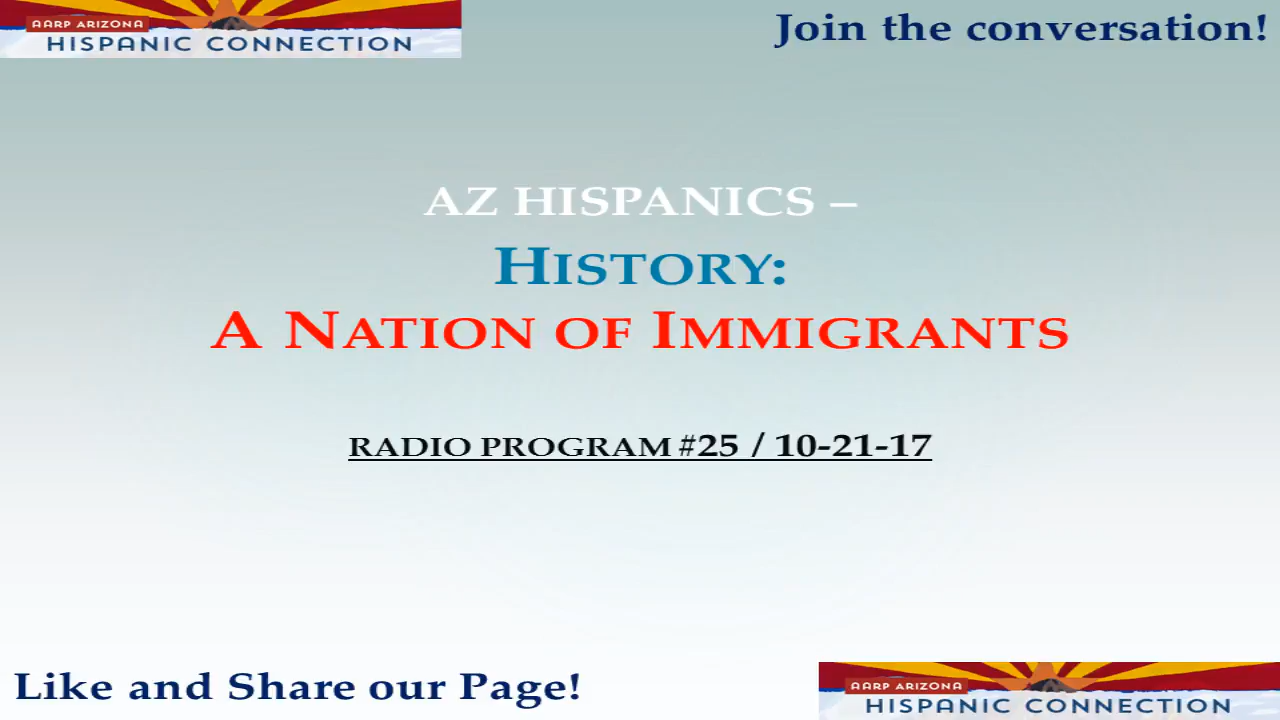 AARP ARIZONA
HISPANIC CONNECTION
Join the conversation!
AZ HISPANICS –
HISTORY:
A NATION OF IMMIGRANTS
RADIO PROGRAM #25 / 10-21-17
Like and Share our Page!
AARP ARIZONA
HISPANIC CONNECTION